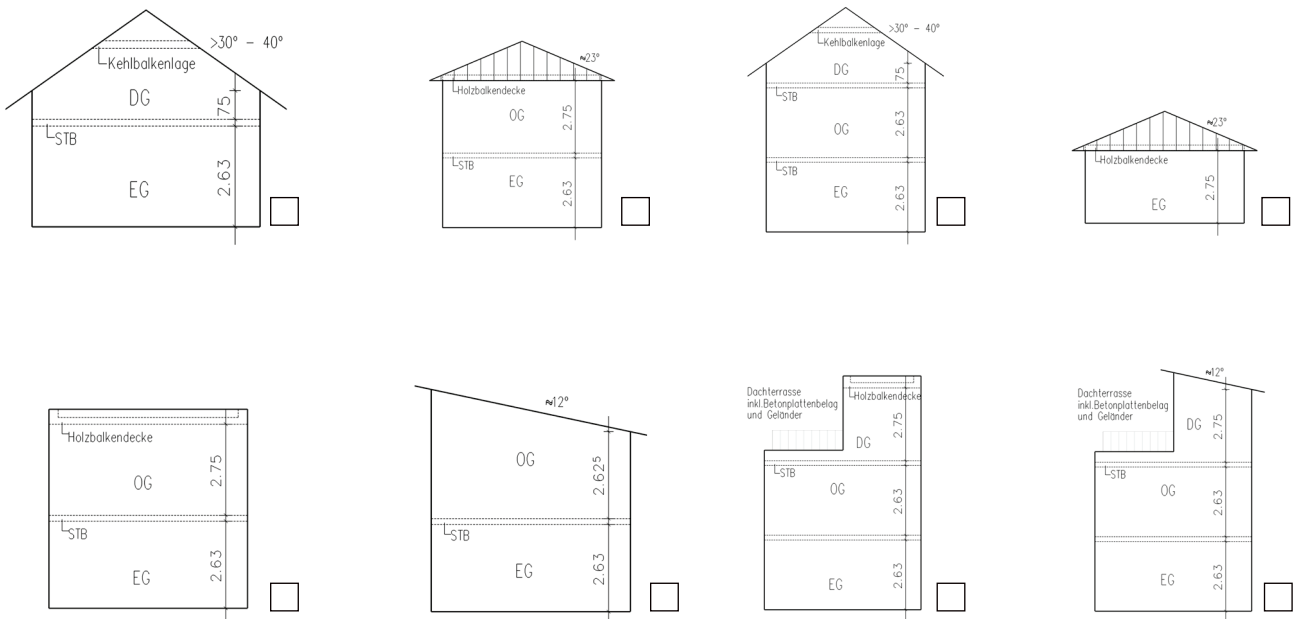 >30° - 40°
Kehlbalkenlage
DG
75
STB
2.63
EG
≈23°
Holzbalkendecke
OG
2.75
STB
EG
2.63
>30° - 40°
Kehlbalkenlage
DG
75
STB
OG
2.63
STB
EG
2.63
≈23°
Holzbalkendecke
2.75
EG
Holzbalkendecke
2.75
OG
STB
2.63
EG
≈12°
OG
2.62⁵
STB
2.63
EG
Dachterrasse
inkl.Betonplattenbelag
und Geländer
Holzbalkendecke
2.75
DG
STB
OG
2.63
2.63
EG
≈12°
Dachterrasse
inkl.Betonplattenbelag
und Geländer
DG
2.75
STB
OG
2.63
EG
2.63